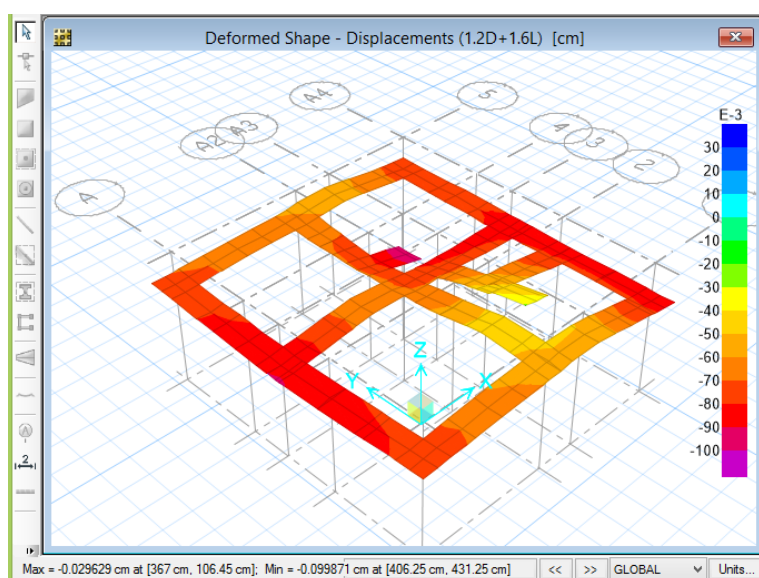 Deformed Shape - Displacements (1.2D+1.6L) [cm]
A4
5
A3
A2
4
3
2
A
E-3
30
20
10
0
-10
-20
-30
-40
-50
-60
-70
-80
-90
-100
Z
Y
X
2
Max = -0.029629 cm at [367 cm, 106.45 cm]; Min = -0.099871 cm at [406.25 cm, 431.25 cm]
<<
>>
GLOBAL
Units...